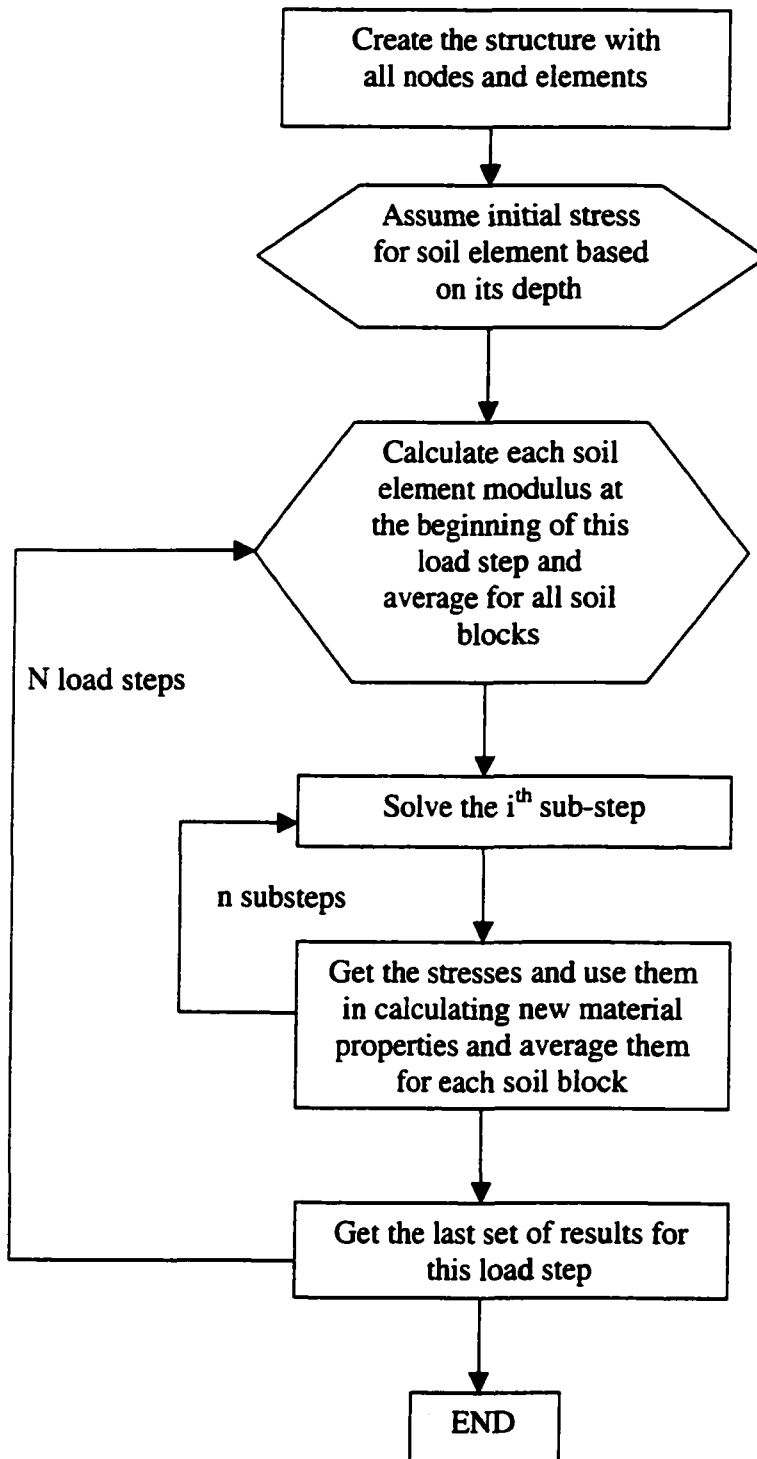 Create the structure with
all nodes and elements
Assume initial stress
for soil element based
on its depth
Calculate each soil
element modulus at
the beginning of this
load step and
average for all soil
blocks
N load steps
Solve the ith sub-step
n substeps
Get the stresses and use them
in calculating new material
properties and average them
for each soil block
Get the last set of results for
this load step
END